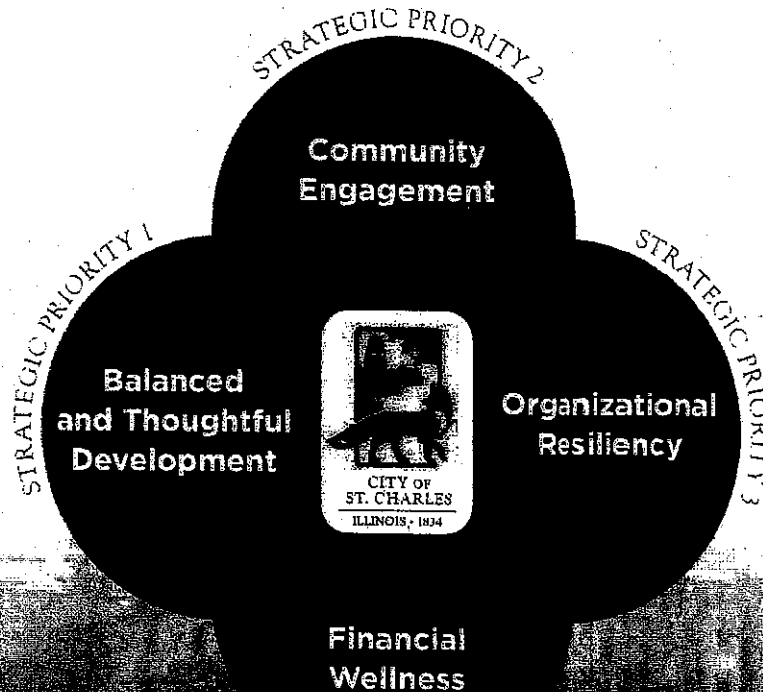 STRATEGIC PRIORITY 2
Community
Engagement
STRATEGIC PRIORITY 1
Balanced
and Thoughtful
Development
STRATEGIC PRIORITY 3
Organizational
Resiliency
CITY OF
ST. CHARLES
ILLINOIS • 1834
Financial
Wellness